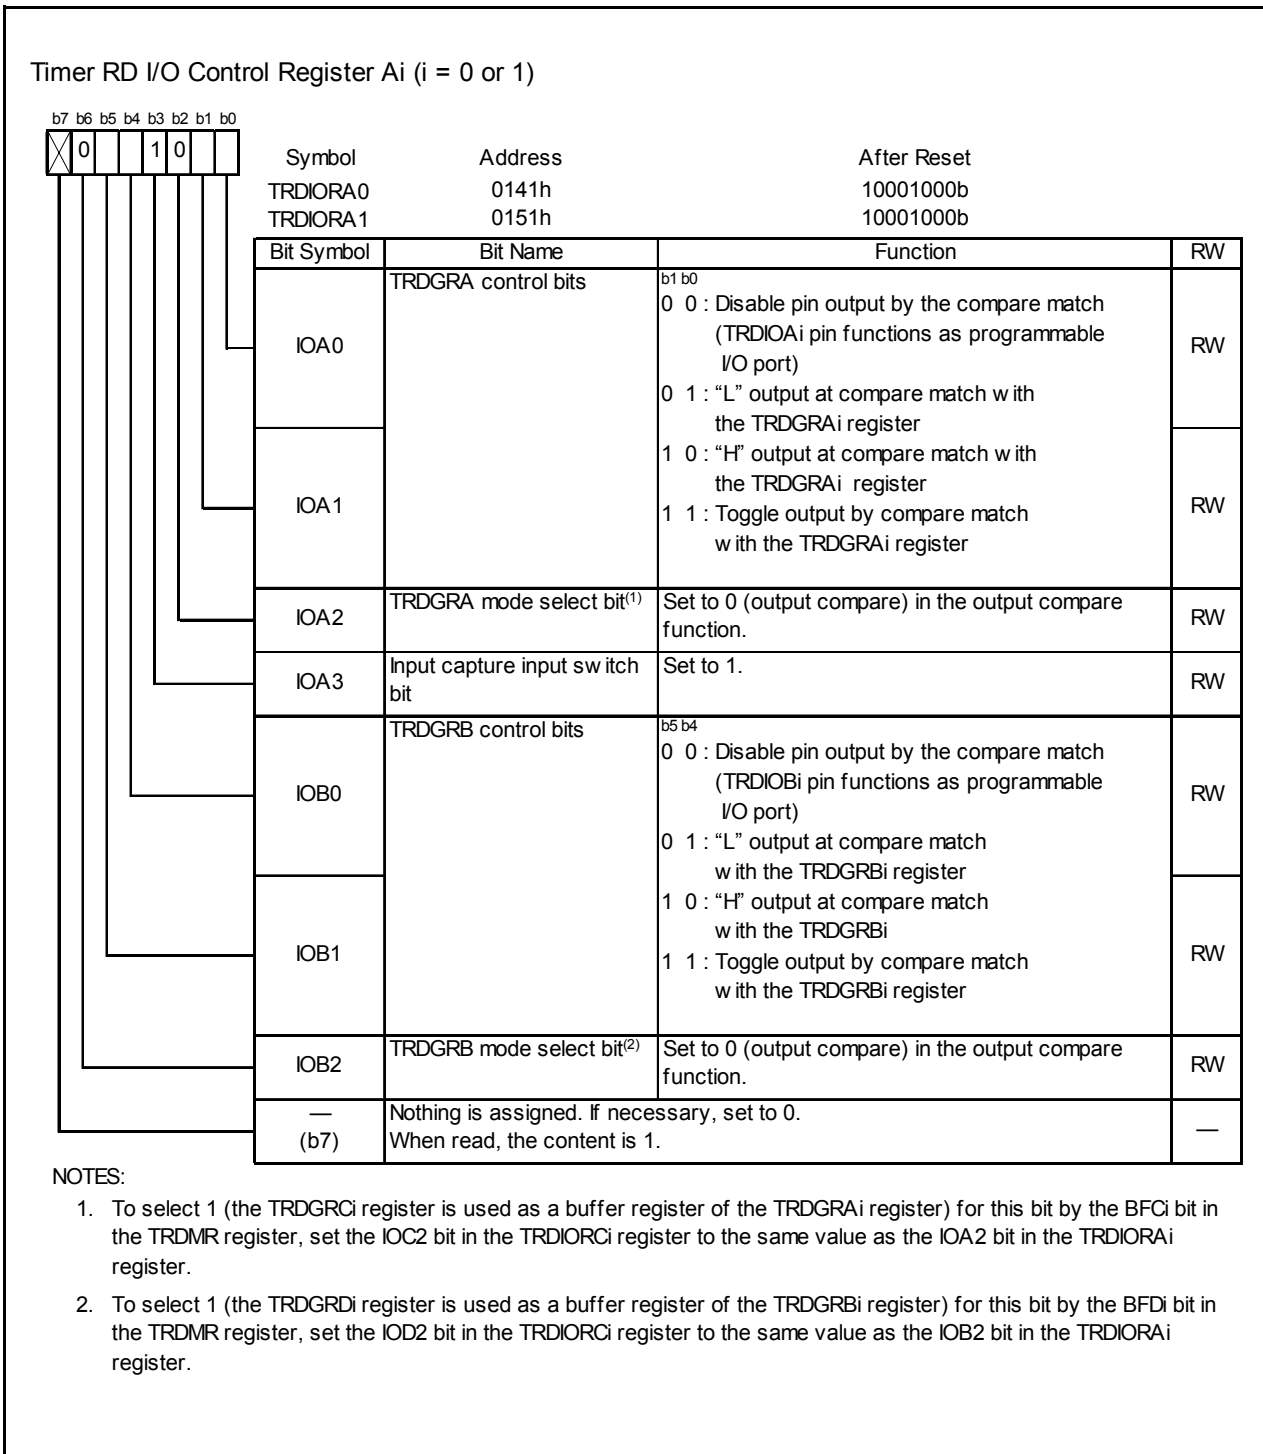 Timer RD I/O Control Register Ai (i = 0 or 1)
b7 b6 b5 b4 b3 b2 b1 b0
0 1 0
Symbol Address After Reset
TRDIORA0 0141h 10001000b
TRDIORA1 0151h 10001000b
Bit Symbol Bit Name Function RW
IOA0
TRDGRA control bits
b1 b0
0 0 : Disable pin output by the compare match
(TRDIOAi pin functions as programmable
I/O port)
0 1 : “L” output at compare match with
the TRDGRAi register
1 0 : “H” output at compare match with
the TRDGRAi register
1 1 : Toggle output by compare match
with the TRDGRAi register
RW
IOA1
RW
IOA2
TRDGRA mode select bit(1)
Set to 0 (output compare) in the output compare
function.
RW
IOA3
Input capture input switch
bit
Set to 1.
RW
IOB0
TRDGRB control bits
b5 b4
0 0 : Disable pin output by the compare match
(TRDIOBi pin functions as programmable
I/O port)
0 1 : “L” output at compare match
with the TRDGRBi register
1 0 : “H” output at compare match
with the TRDGRBi
1 1 : Toggle output by compare match
with the TRDGRBi register
RW
IOB1
RW
IOB2
TRDGRB mode select bit(2)
Set to 0 (output compare) in the output compare
function.
RW
—
(b7)
Nothing is assigned. If necessary, set to 0.
When read, the content is 1.
—
NOTES:
1. To select 1 (the TRDGRCi register is used as a buffer register of the TRDGRAi register) for this bit by the BFCi bit in
the TRDMR register, set the IOC2 bit in the TRDIORCi register to the same value as the IOA2 bit in the TRDIORAi
register.
2. To select 1 (the TRDGRDi register is used as a buffer register of the TRDGRBi register) for this bit by the BFDi bit in
the TRDMR register, set the IOD2 bit in the TRDIORCi register to the same value as the IOB2 bit in the TRDIORAi
register.